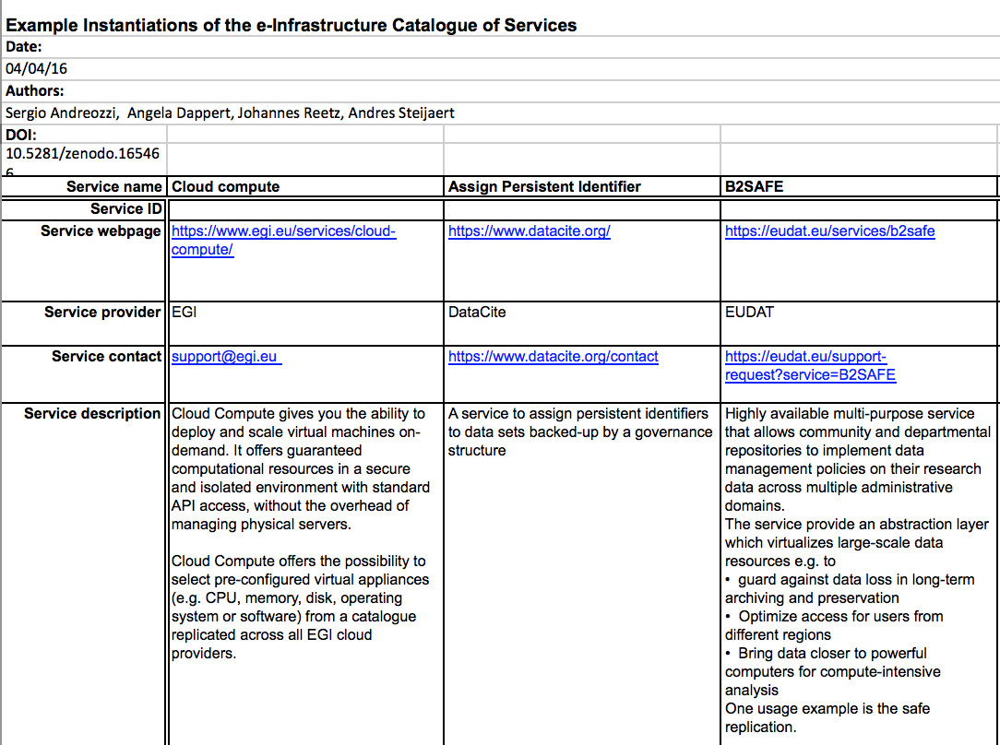 Example Instantiations of the e-Infrastructure Catalogue of Services
Date:
04/04/16
Authors:
Sergio Andreozzi,  Angela Dappert, Johannes Reetz, Andres Steijaert
DOI:
10.5281/zenodo.16546
6
Service name
Cloud compute
Assign Persistent Identifier
B2SAFE
Service ID
Service webpage
https://www.egi.eu/services/cloud-
compute/
https://www.datacite.org/
https://eudat.eu/services/b2safe
Service provider
EGI
DataCite
EUDAT
Service contact
support@egi.eu
https://www.datacite.org/contact
https://eudat.eu/support-
request?service=B2SAFE
Service description
Cloud Compute gives you the ability to
deploy and scale virtual machines on-
demand. It offers guaranteed
computational resources in a secure
and isolated environment with standard
API access, without the overhead of
managing physical servers.
Cloud Compute offers the possibility to
select pre-configured virtual appliances
(e.g. CPU, memory, disk, operating
system or software) from a catalogue
replicated across all EGI cloud
providers.
A service to assign persistent identifiers
to data sets backed-up by a governance
structure
Highly available multi-purpose service
that allows community and departmental
repositories to implement data
management policies on their research
data across multiple administrative
domains.
The service provide an abstraction layer
which virtualizes large-scale data
resources e.g. to
• guard against data loss in long-term
archiving and preservation
• Optimize access for users from
different regions
• Bring data closer to powerful
computers for compute-intensive
analysis
One usage example is the safe
replication.